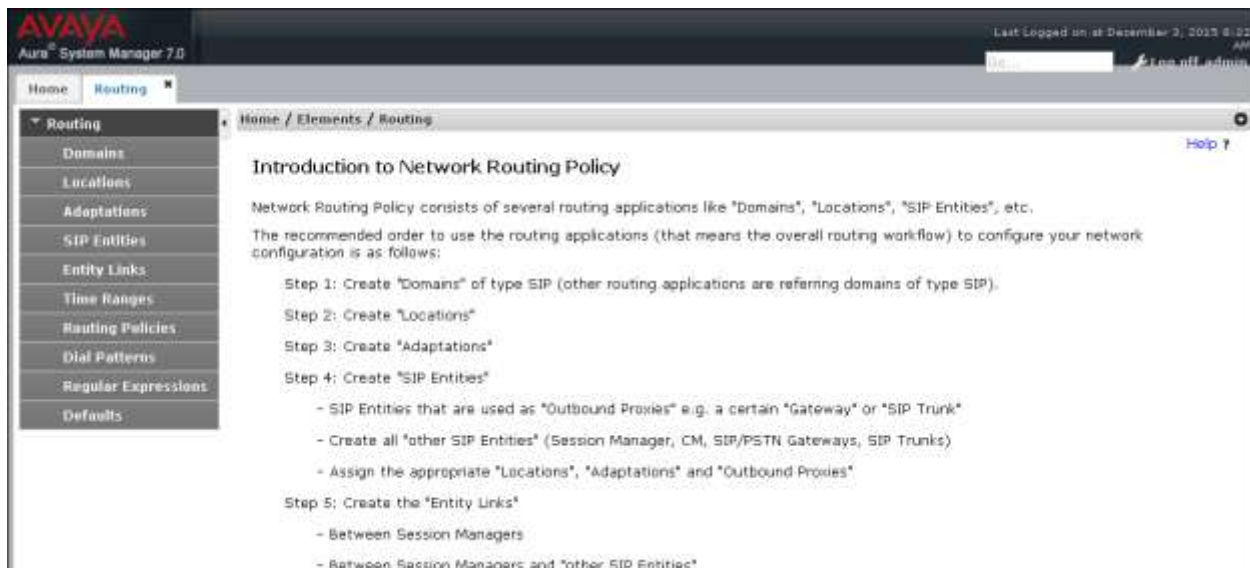 AVAYA
Aura® System Manager 7.0
Last Logged on at December 3, 2015 6:22
AM
Go...
Log off admin
Home
Routing
Routing
Domains
Locations
Adaptations
SIP Entities
Entity Links
Time Ranges
Routing Policies
Dial Patterns
Regular Expressions
Defaults
Home / Elements / Routing
Help ?
Introduction to Network Routing Policy
Network Routing Policy consists of several routing applications like "Domains", "Locations", "SIP Entities", etc.
The recommended order to use the routing applications (that means the overall routing workflow) to configure your network
configuration is as follows:
Step 1: Create "Domains" of type SIP (other routing applications are referring domains of type SIP).
Step 2: Create "Locations"
Step 3: Create "Adaptations"
Step 4: Create "SIP Entities"
- SIP Entities that are used as "Outbound Proxies" e.g. a certain "Gateway" or "SIP Trunk"
- Create all "other SIP Entities" (Session Manager, CM, SIP/PSTN Gateways, SIP Trunks)
- Assign the appropriate "Locations", "Adaptations" and "Outbound Proxies"
Step 5: Create the "Entity Links"
- Between Session Managers
- Between Session Managers and "other SIP Entities"